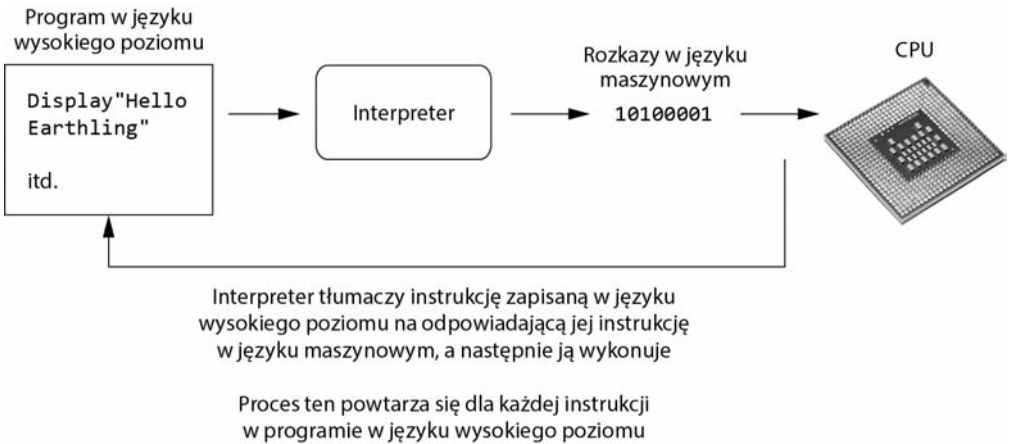 Program w języku
wysokiego poziomu
Display"Hello
Earthling"
itd.
Interpreter
Rozkazy w języku
maszynowym
10100001
CPU
Interpreter tłumaczy instrukcję zapisaną w języku
wysokiego poziomu na odpowiadającą jej instrukcję
w języku maszynowym, a następnie ją wykonuje
Proces ten powtarza się dla każdej instrukcji
w programie w języku wysokiego poziomu